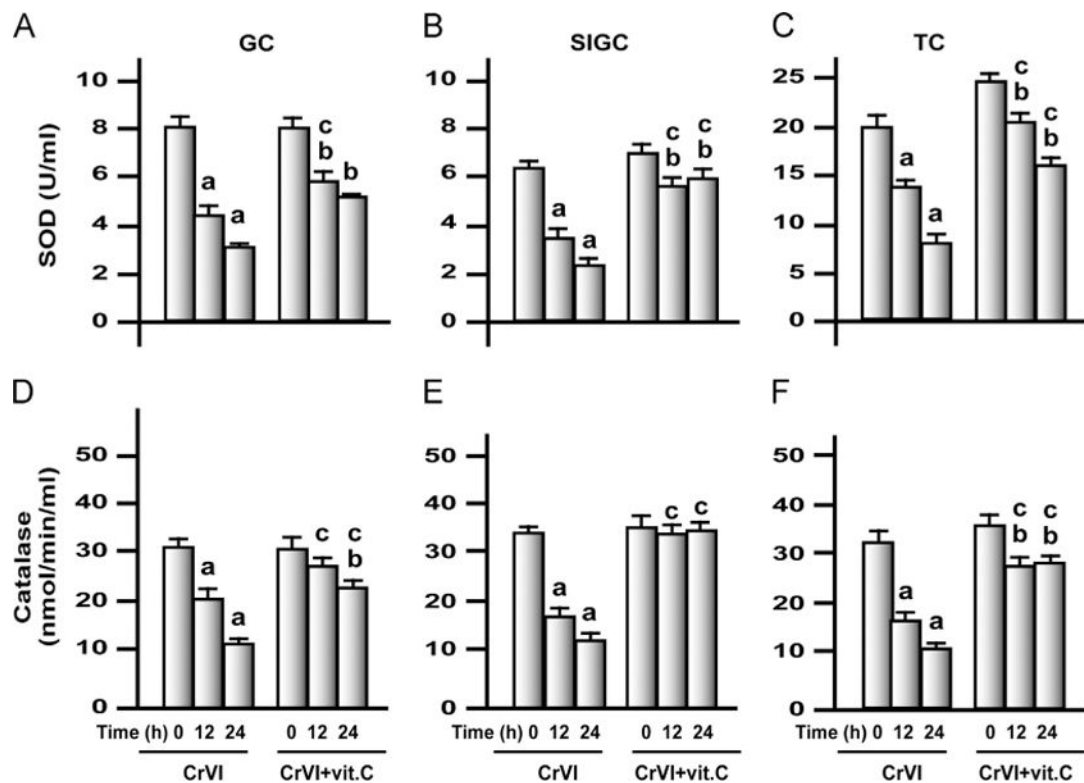 A
GC
B
SIGC
C
TC
SOD (U/ml)
10
8
6
4
2
0
a
a
c
b
b
10
8
6
4
2
0
a
a
c
b
c
b
25
20
15
10
5
0
a
a
c
b
c
b
D
E
F
Catalase
(nmol/min/ml)
50
40
30
20
10
0
a
a
c
c
b
50
40
30
20
10
0
a
a
c
c
50
40
30
20
10
0
a
a
c
b
c
b
Time (h) 0 12 24 0 12 24
CrVI CrVI+vit.C
Time (h) 0 12 24 0 12 24
CrVI CrVI+vit.C
Time (h) 0 12 24 0 12 24
CrVI CrVI+vit.C